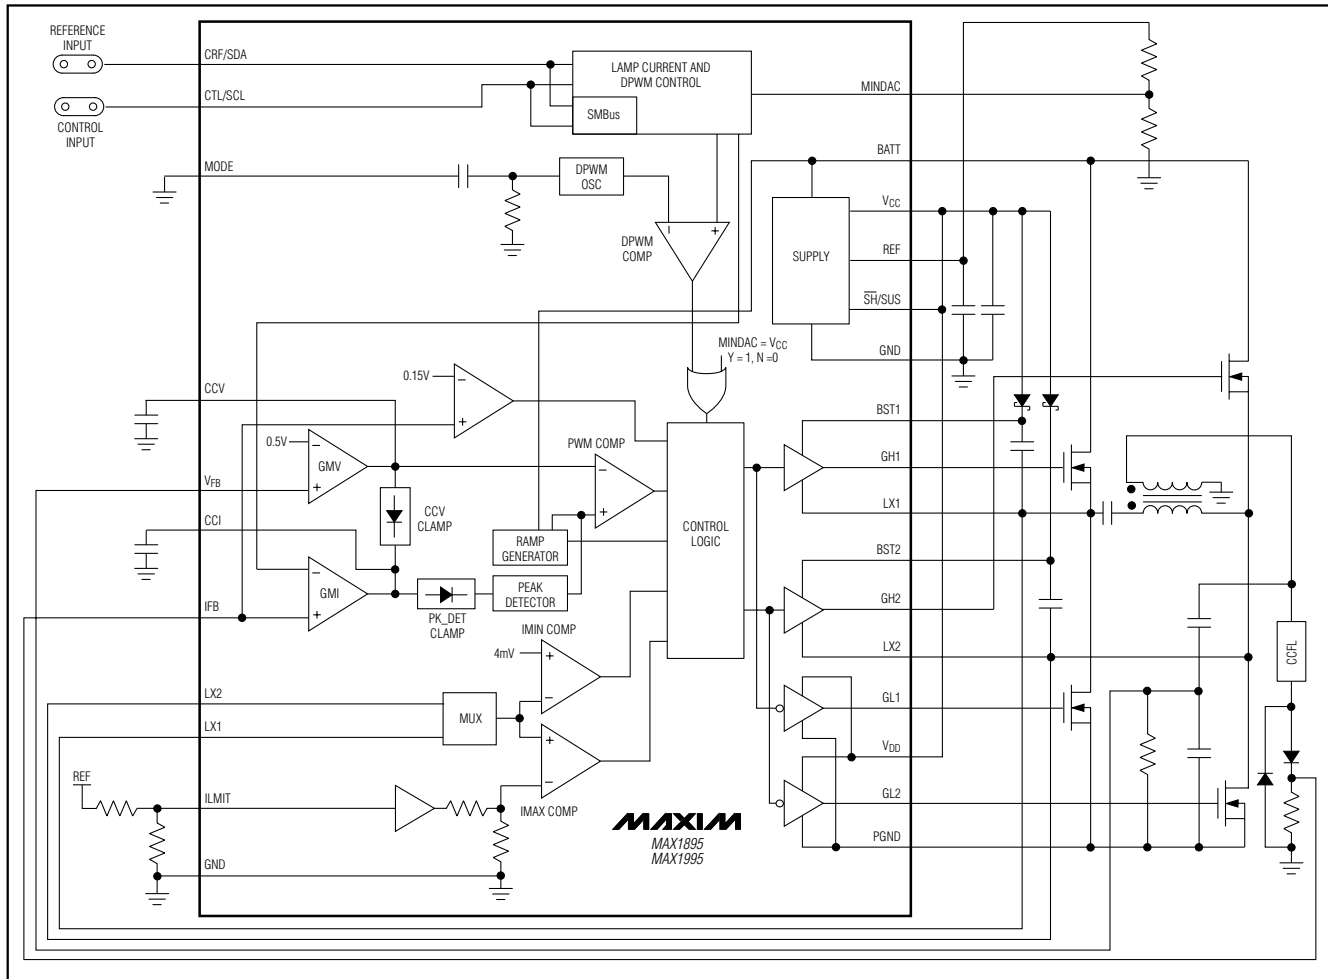 REFERENCE
INPUT
CRF/SDA
CTL/SCL
CONTROL
INPUT
LAMP CURRENT AND
DPWM CONTROL
SMBus
MINDAC
MODE
DPWM
OSC
BATT
VCC
DPWM
COMP
SUPPLY
REF
SH/SUS
GND
MINDAC = VCC
Y = 1, N =0
CCV
0.15V
−
+
BST1
0.5V
−
GMV
+
PWM COMP
−
+
GH1
VFB
CCV
CLAMP
LX1
CCI
RAMP
GENERATOR
CONTROL
LOGIC
BST2
−
GMI
+
PK_DET
CLAMP
PEAK
DETECTOR
GH2
IFB
IMIN COMP
4mV
+
−
LX2
CCFL
LX2
MUX
GL1
LX1
+
−
VDD
REF
ILMIT
IMAX COMP
GL2
MAXIM
MAX1895
MAX1995
PGND
GND